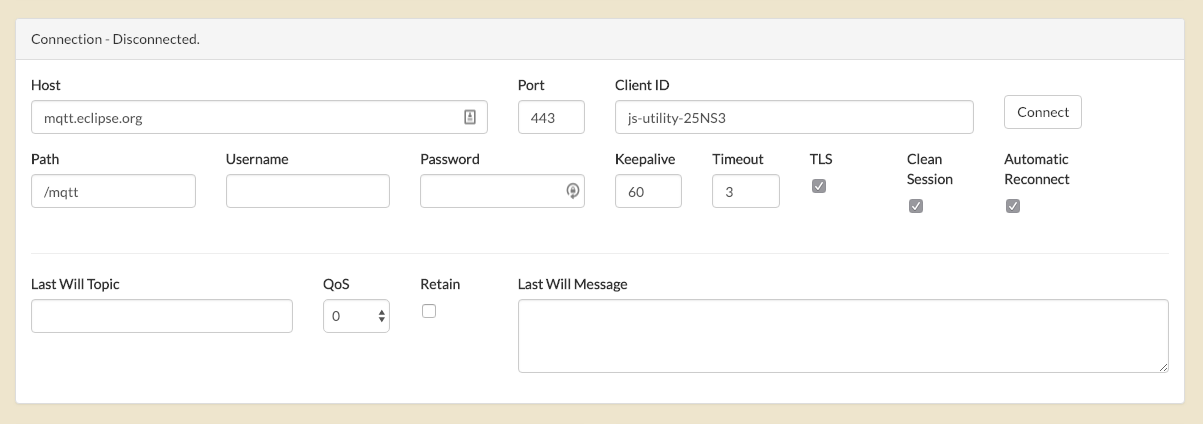 Connection - Disconnected.
Host Port Client ID
mqtt.eclipse.org 443 js-utility-25NS3 Connect
Path Username Password Keepalive Timeout TLS Clean Session Automatic Reconnect
/mqtt 60 3
Last Will Topic QoS Retain Last Will Message
0